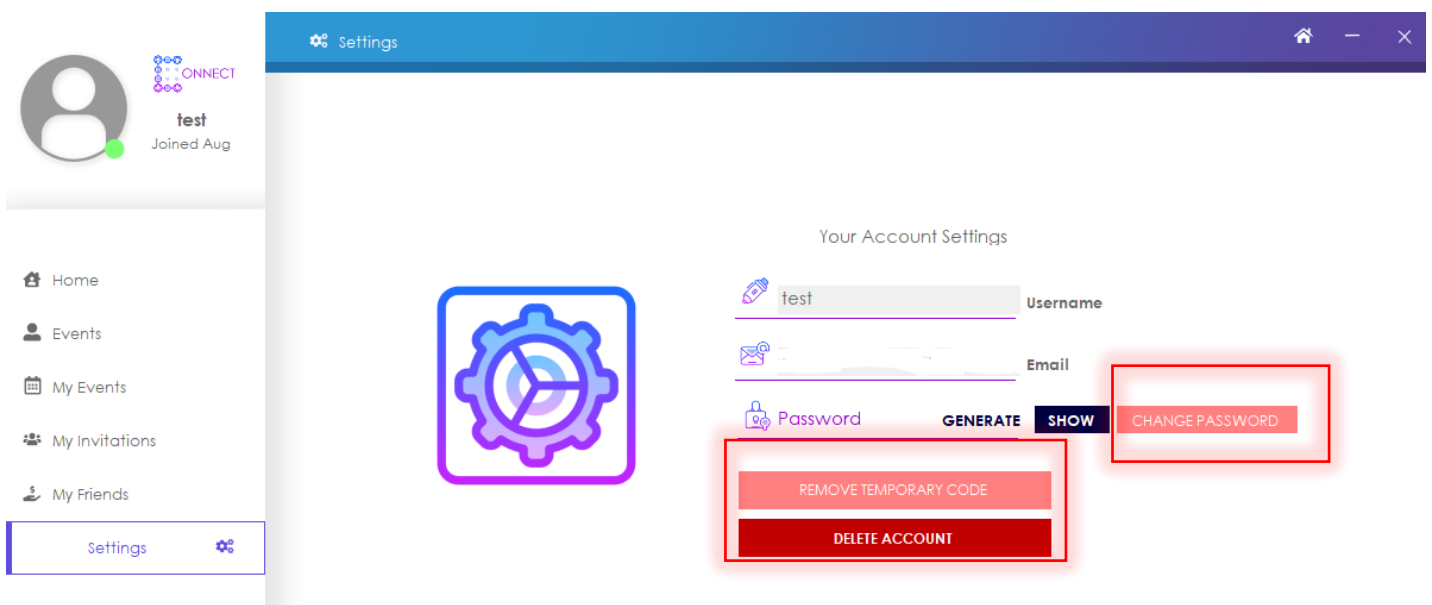 Settings
ONNECT
test
Joined Aug
Home
Events
My Events
My Invitations
My Friends
Settings
Your Account Settings
test Username
Email
Password GENERATE SHOW CHANGE PASSWORD
REMOVE TEMPORARY CODE
DELETE ACCOUNT